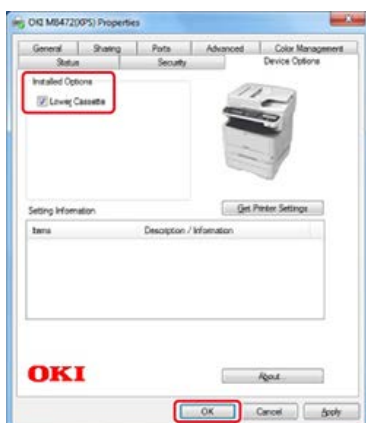 OKI MB472(XPS) Properties
General Sharing Ports Advanced Color Management
Status Security Device Options
Installed Options
Lower Cassette
Get Printer Settings
Setting Information
Items Description / Information
OKI
About...
OK Cancel Apply